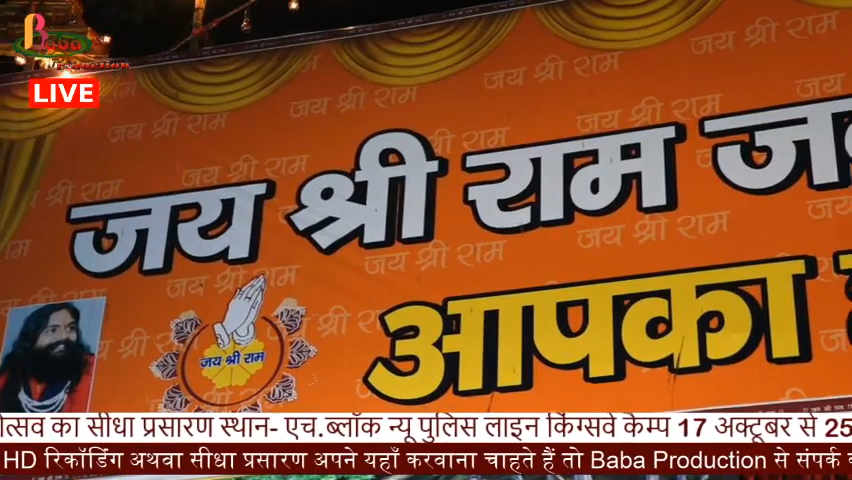 Baba
Production
LIVE
जय श्री राम
आपका
जय श्री राम
त्सव का सीधा प्रसारण स्थान- एच.ब्लॉक न्यू पुलिस लाइन किंग्सवे कैम्प 17 अक्टूबर से 25
HD रिकॉर्डिंग अथवा सीधा प्रसारण अपने यहाँ करवाना चाहते हैं तो Baba Production से संपर्क